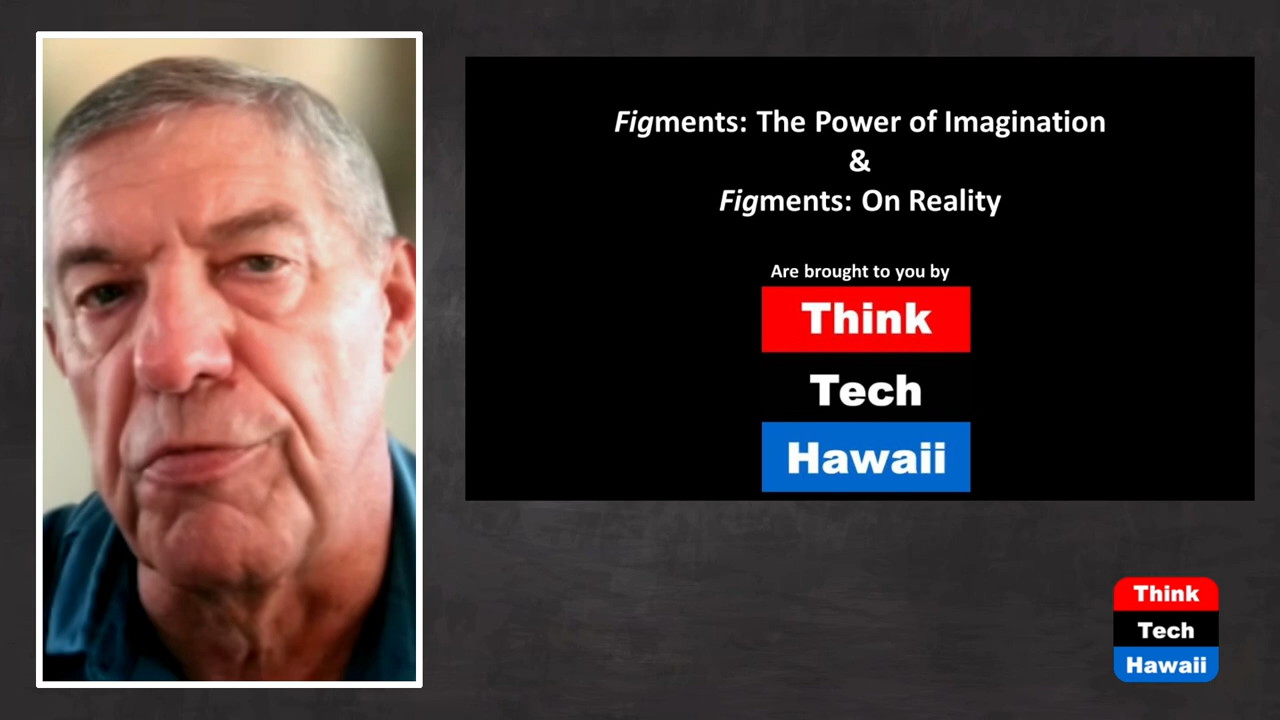 Figments: The Power of Imagination
&
Figments: On Reality
Are brought to you by
Think
Tech
Hawaii
Think
Tech
Hawaii